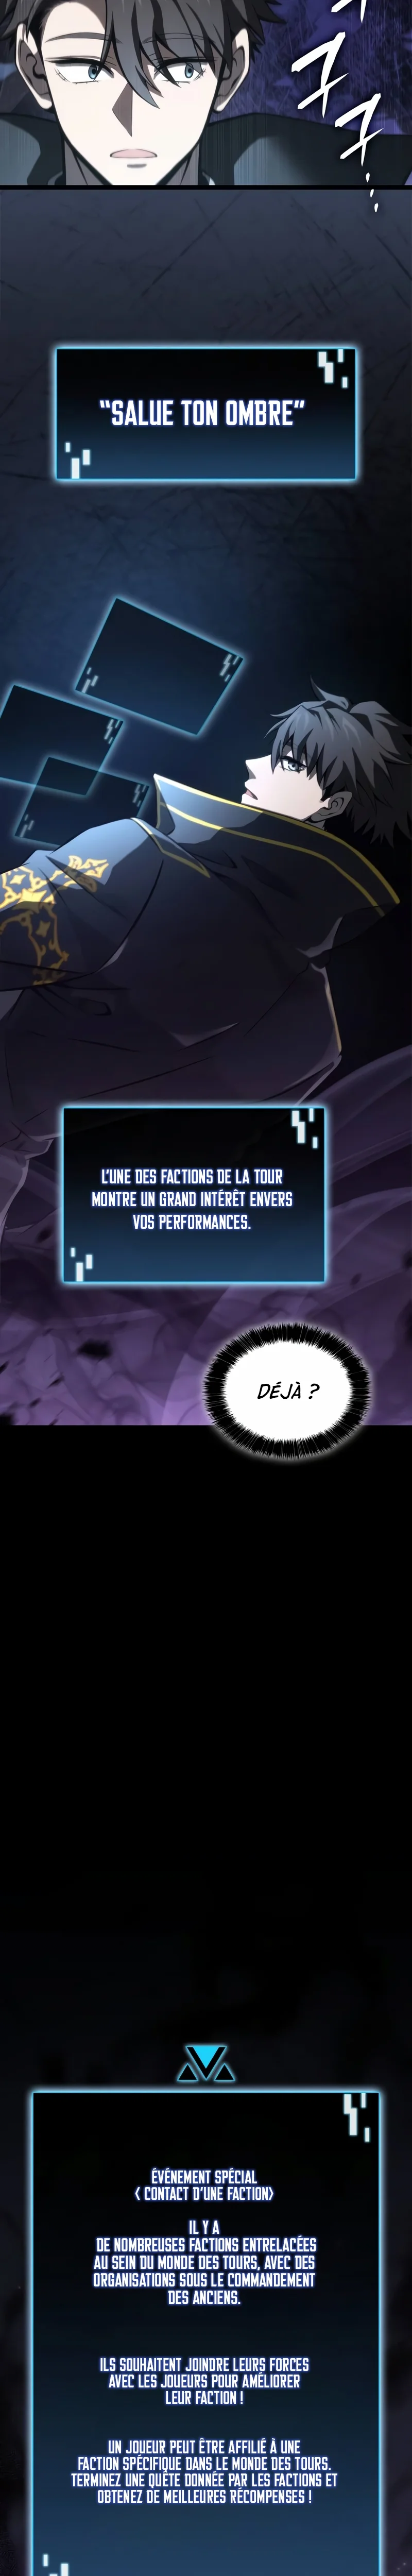 "SALUE TON OMBRE"
L'UNE DES FACTIONS DE LA TOUR
MONTRE UN GRAND INTÉRÊT ENVERS
VOS PERFORMANCES.
DÉJÀ ?
ÉVÉNEMENT SPÉCIAL
< CONTACT D'UNE FACTION>
IL Y A
DE NOMBREUSES FACTIONS ENTRELACÉES
AU SEIN DU MONDE DES TOURS, AVEC DES
ORGANISATIONS SOUS LE COMMANDEMENT
DES ANCIENS.
ILS SOUHAITENT JOINDRE LEURS FORCES
AVEC LES JOUEURS POUR AMÉLIORER
LEUR FACTION !
UN JOUEUR PEUT ÊTRE AFFILIÉ À UNE
FACTION SPÉCIFIQUE DANS LE MONDE DES TOURS.
TERMINEZ UNE QUÊTE DONNÉE PAR LES FACTIONS ET
OBTENEZ DE MEILLEURES RÉCOMPENSES !